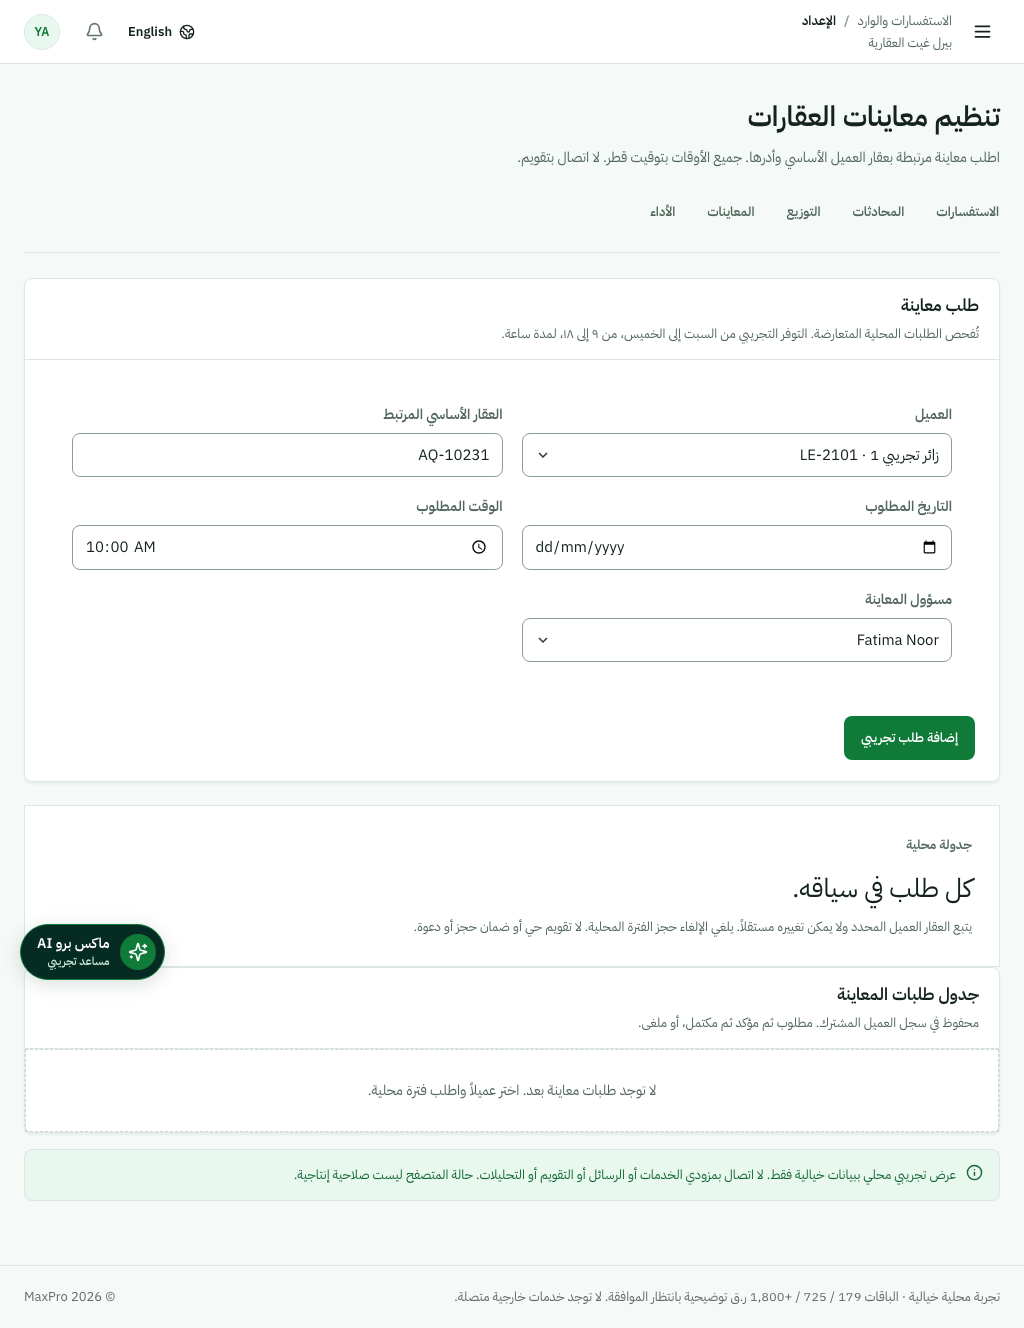 الاستفسارات والوارد / الإعداد
بيرل غيت العقارية
English
YA
تنظيم معاينات العقارات
اطلب معاينة مرتبطة بعقار العميل الأساسي وأدرها. جميع الأوقات بتوقيت قطر. لا اتصال بتقويم.
الاستفسارات المحادثات التوزيع المعاينات الأداء
طلب معاينة
تُفحص الطلبات المحلية المتعارضة. التوفر التجريبي من السبت إلى الخميس، من ٩ إلى ١٨، لمدة ساعة.
العميل
زائر تجريبي 1 · LE-2101
العقار الأساسي المرتبط
AQ-10231
التاريخ المطلوب
dd/mm/yyyy
الوقت المطلوب
10:00 AM
مسؤول المعاينة
Fatima Noor
إضافة طلب تجريبي
جدولة محلية
كل طلب في سياقه.
يتبع العقار العميل المحدد ولا يمكن تغييره مستقلاً. يلغي الإلغاء حجز الفترة المحلية. لا تقويم حي أو ضمان حجز أو دعوة.
ماكس برو AI
مساعد تجريبي
جدول طلبات المعاينة
محفوظ في سجل العميل المشترك. مطلوب ثم مؤكد ثم مكتمل، أو ملغى.
لا توجد طلبات معاينة بعد. اختر عميلاً واطلب فترة محلية.
عرض تجريبي محلي ببيانات خيالية فقط. لا اتصال بمزودي الخدمات أو الرسائل أو التقويم أو التحليلات. حالة المتصفح ليست صلاحية إنتاجية.
تجربة محلية خيالية · الباقات 179 / 725 / +1,800 ر.ق توضيحية بانتظار الموافقة. لا توجد خدمات خارجية متصلة.
© 2026 MaxPro